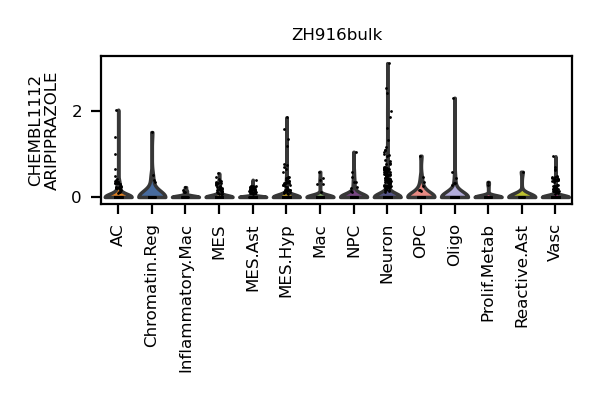 ZH916bulk
CHEMBL1112
ARIPIPRAZOLE
2
0
AC
Chromatin.Reg
Inflammatory.Mac
MES
MES.Ast
MES.Hyp
Mac
NPC
Neuron
OPC
Oligo
Prolif.Metab
Reactive.Ast
Vasc